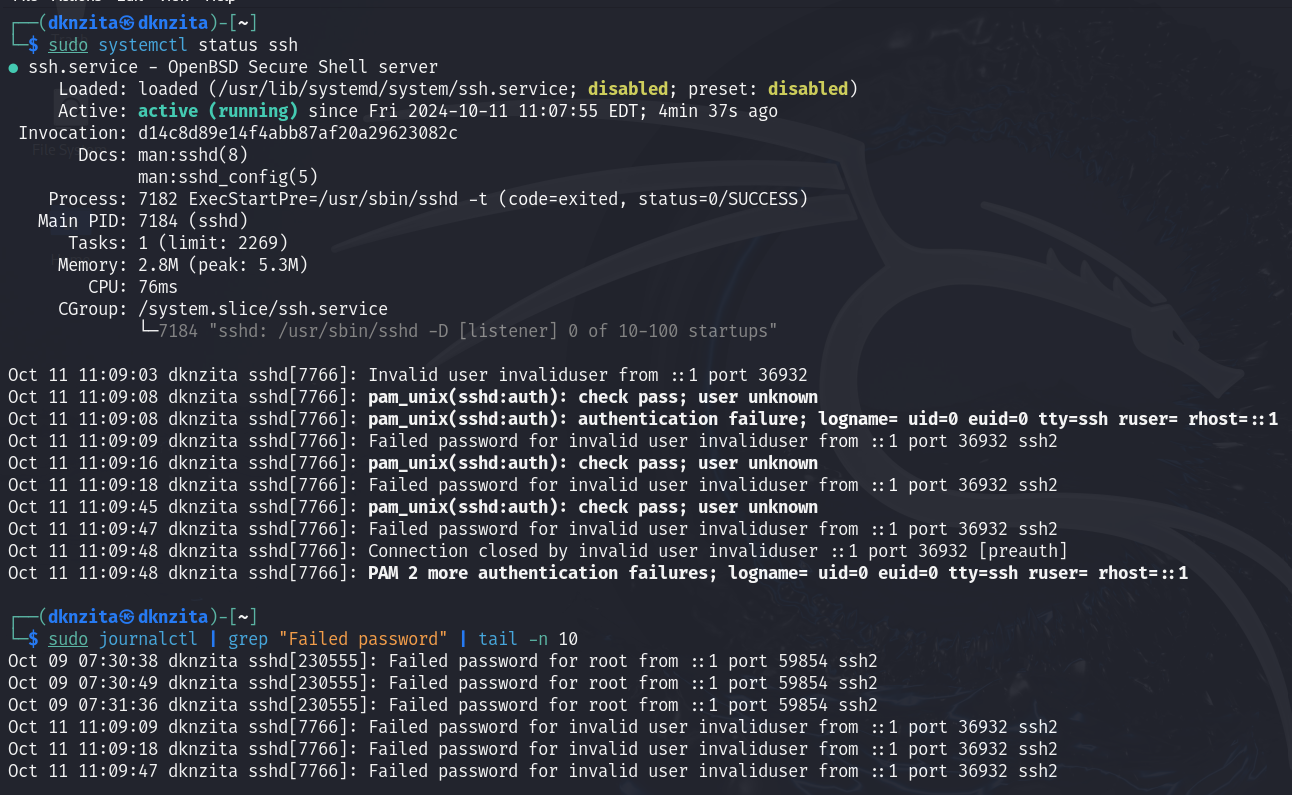 ┌──(dknzita㉿dknzita)-[~]
└─$ sudo systemctl status ssh
● ssh.service - OpenBSD Secure Shell server
     Loaded: loaded (/usr/lib/systemd/system/ssh.service; disabled; preset: disabled)
     Active: active (running) since Fri 2024-10-11 11:07:55 EDT; 4min 37s ago
 Invocation: d14c8d89e14f4abb87af20a29623082c
       Docs: man:sshd(8)
             man:sshd_config(5)
    Process: 7182 ExecStartPre=/usr/sbin/sshd -t (code=exited, status=0/SUCCESS)
   Main PID: 7184 (sshd)
      Tasks: 1 (limit: 2269)
     Memory: 2.8M (peak: 5.3M)
        CPU: 76ms
     CGroup: /system.slice/ssh.service
             └─7184 "sshd: /usr/sbin/sshd -D [listener] 0 of 10-100 startups"
Oct 11 11:09:03 dknzita sshd[7766]: Invalid user invaliduser from ::1 port 36932
Oct 11 11:09:08 dknzita sshd[7766]: pam_unix(sshd:auth): check pass; user unknown
Oct 11 11:09:08 dknzita sshd[7766]: pam_unix(sshd:auth): authentication failure; logname= uid=0 euid=0 tty=ssh ruser= rhost=::1
Oct 11 11:09:09 dknzita sshd[7766]: Failed password for invalid user invaliduser from ::1 port 36932 ssh2
Oct 11 11:09:16 dknzita sshd[7766]: pam_unix(sshd:auth): check pass; user unknown
Oct 11 11:09:18 dknzita sshd[7766]: Failed password for invalid user invaliduser from ::1 port 36932 ssh2
Oct 11 11:09:45 dknzita sshd[7766]: pam_unix(sshd:auth): check pass; user unknown
Oct 11 11:09:47 dknzita sshd[7766]: Failed password for invalid user invaliduser from ::1 port 36932 ssh2
Oct 11 11:09:48 dknzita sshd[7766]: Connection closed by invalid user invaliduser ::1 port 36932 [preauth]
Oct 11 11:09:48 dknzita sshd[7766]: PAM 2 more authentication failures; logname= uid=0 euid=0 tty=ssh ruser= rhost=::1
┌──(dknzita㉿dknzita)-[~]
└─$ sudo journalctl | grep "Failed password" | tail -n 10
Oct 09 07:30:38 dknzita sshd[230555]: Failed password for root from ::1 port 59854 ssh2
Oct 09 07:30:49 dknzita sshd[230555]: Failed password for root from ::1 port 59854 ssh2
Oct 09 07:31:36 dknzita sshd[230555]: Failed password for root from ::1 port 59854 ssh2
Oct 11 11:09:09 dknzita sshd[7766]: Failed password for invalid user invaliduser from ::1 port 36932 ssh2
Oct 11 11:09:18 dknzita sshd[7766]: Failed password for invalid user invaliduser from ::1 port 36932 ssh2
Oct 11 11:09:47 dknzita sshd[7766]: Failed password for invalid user invaliduser from ::1 port 36932 ssh2